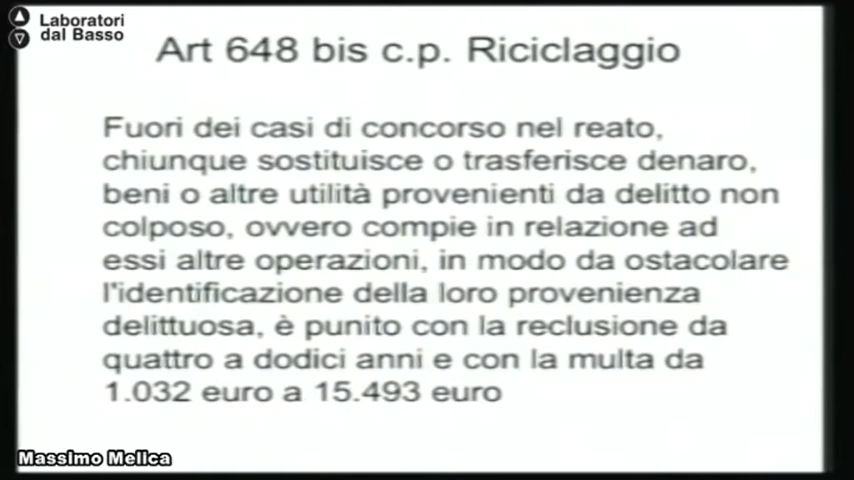 Laboratori
dal Basso
Art 648 bis c.p. Riciclaggio
Fuori dei casi di concorso nel reato,
chiunque sostituisce o trasferisce denaro,
beni o altre utilità provenienti da delitto non
colposo, ovvero compie in relazione ad
essi altre operazioni, in modo da ostacolare
l'identificazione della loro provenienza
delittuosa, è punito con la reclusione da
quattro a dodici anni e con la multa da
1.032 euro a 15.493 euro
Massimo Melica